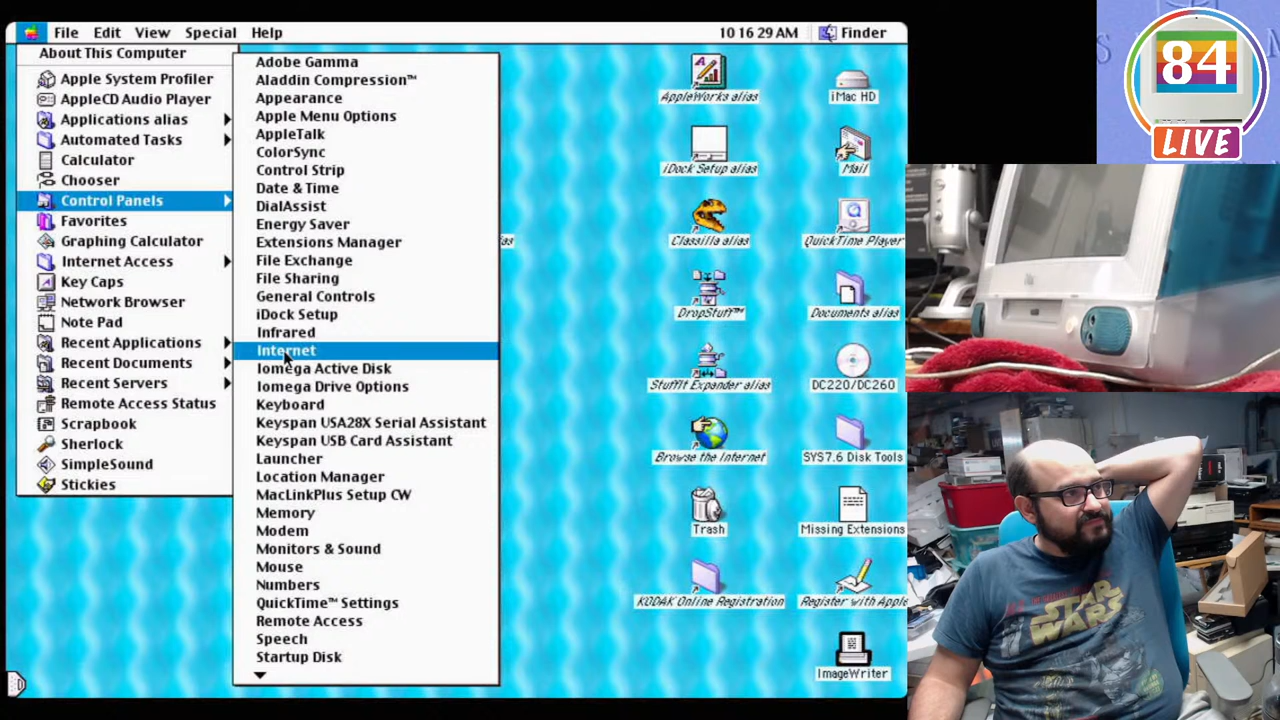 File Edit View Special Help 10 16 29 AM Finder
About This Computer
Apple System Profiler
AppleCD Audio Player
Applications alias
Automated Tasks
Calculator
Chooser
Control Panels
Favorites
Graphing Calculator
Internet Access
Key Caps
Network Browser
Note Pad
Recent Applications
Recent Documents
Recent Servers
Remote Access Status
Scrapbook
Sherlock
SimpleSound
Stickies
Adobe Gamma
Aladdin Compression™
Appearance
Apple Menu Options
AppleTalk
ColorSync
Control Strip
Date & Time
DialAssist
Energy Saver
Extensions Manager
File Exchange
File Sharing
General Controls
iDock Setup
Infrared
Internet
Iomega Active Disk
Iomega Drive Options
Keyboard
Keyspan USA28X Serial Assistant
Keyspan USB Card Assistant
Launcher
Location Manager
MacLinkPlus Setup CW
Memory
Modem
Monitors & Sound
Mouse
Numbers
QuickTime™ Settings
Remote Access
Speech
Startup Disk
AppleWorks alias
iDock Setup alias
Classilla alias
DropStuff™
StuffIt Expander alias
Browse the Internet
Trash
KODAK Online Registration
iMac HD
Mail
QuickTime Player
Documents alias
DC220/DC260
SYS7.6 Disk Tools
Missing Extensions
Register with Apple
ImageWriter
84
LIVE
STAR
WARS